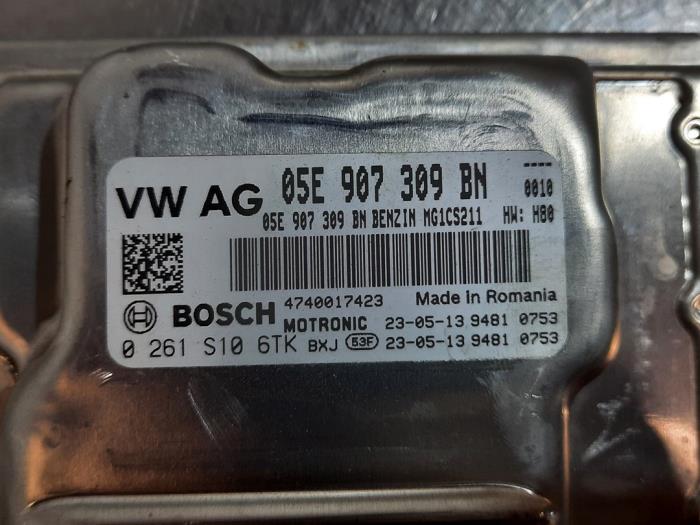 VW AG 05E 907 309 BN ----
0010
05E 907 309 BN BENZIN MG1CS211 HW: H80
BOSCH 4740017423 Made in Romania
MOTRONIC 23-05-13 9481 0753
0 261 S10 6TK BXJ 53F 23-05-13 9481 0753